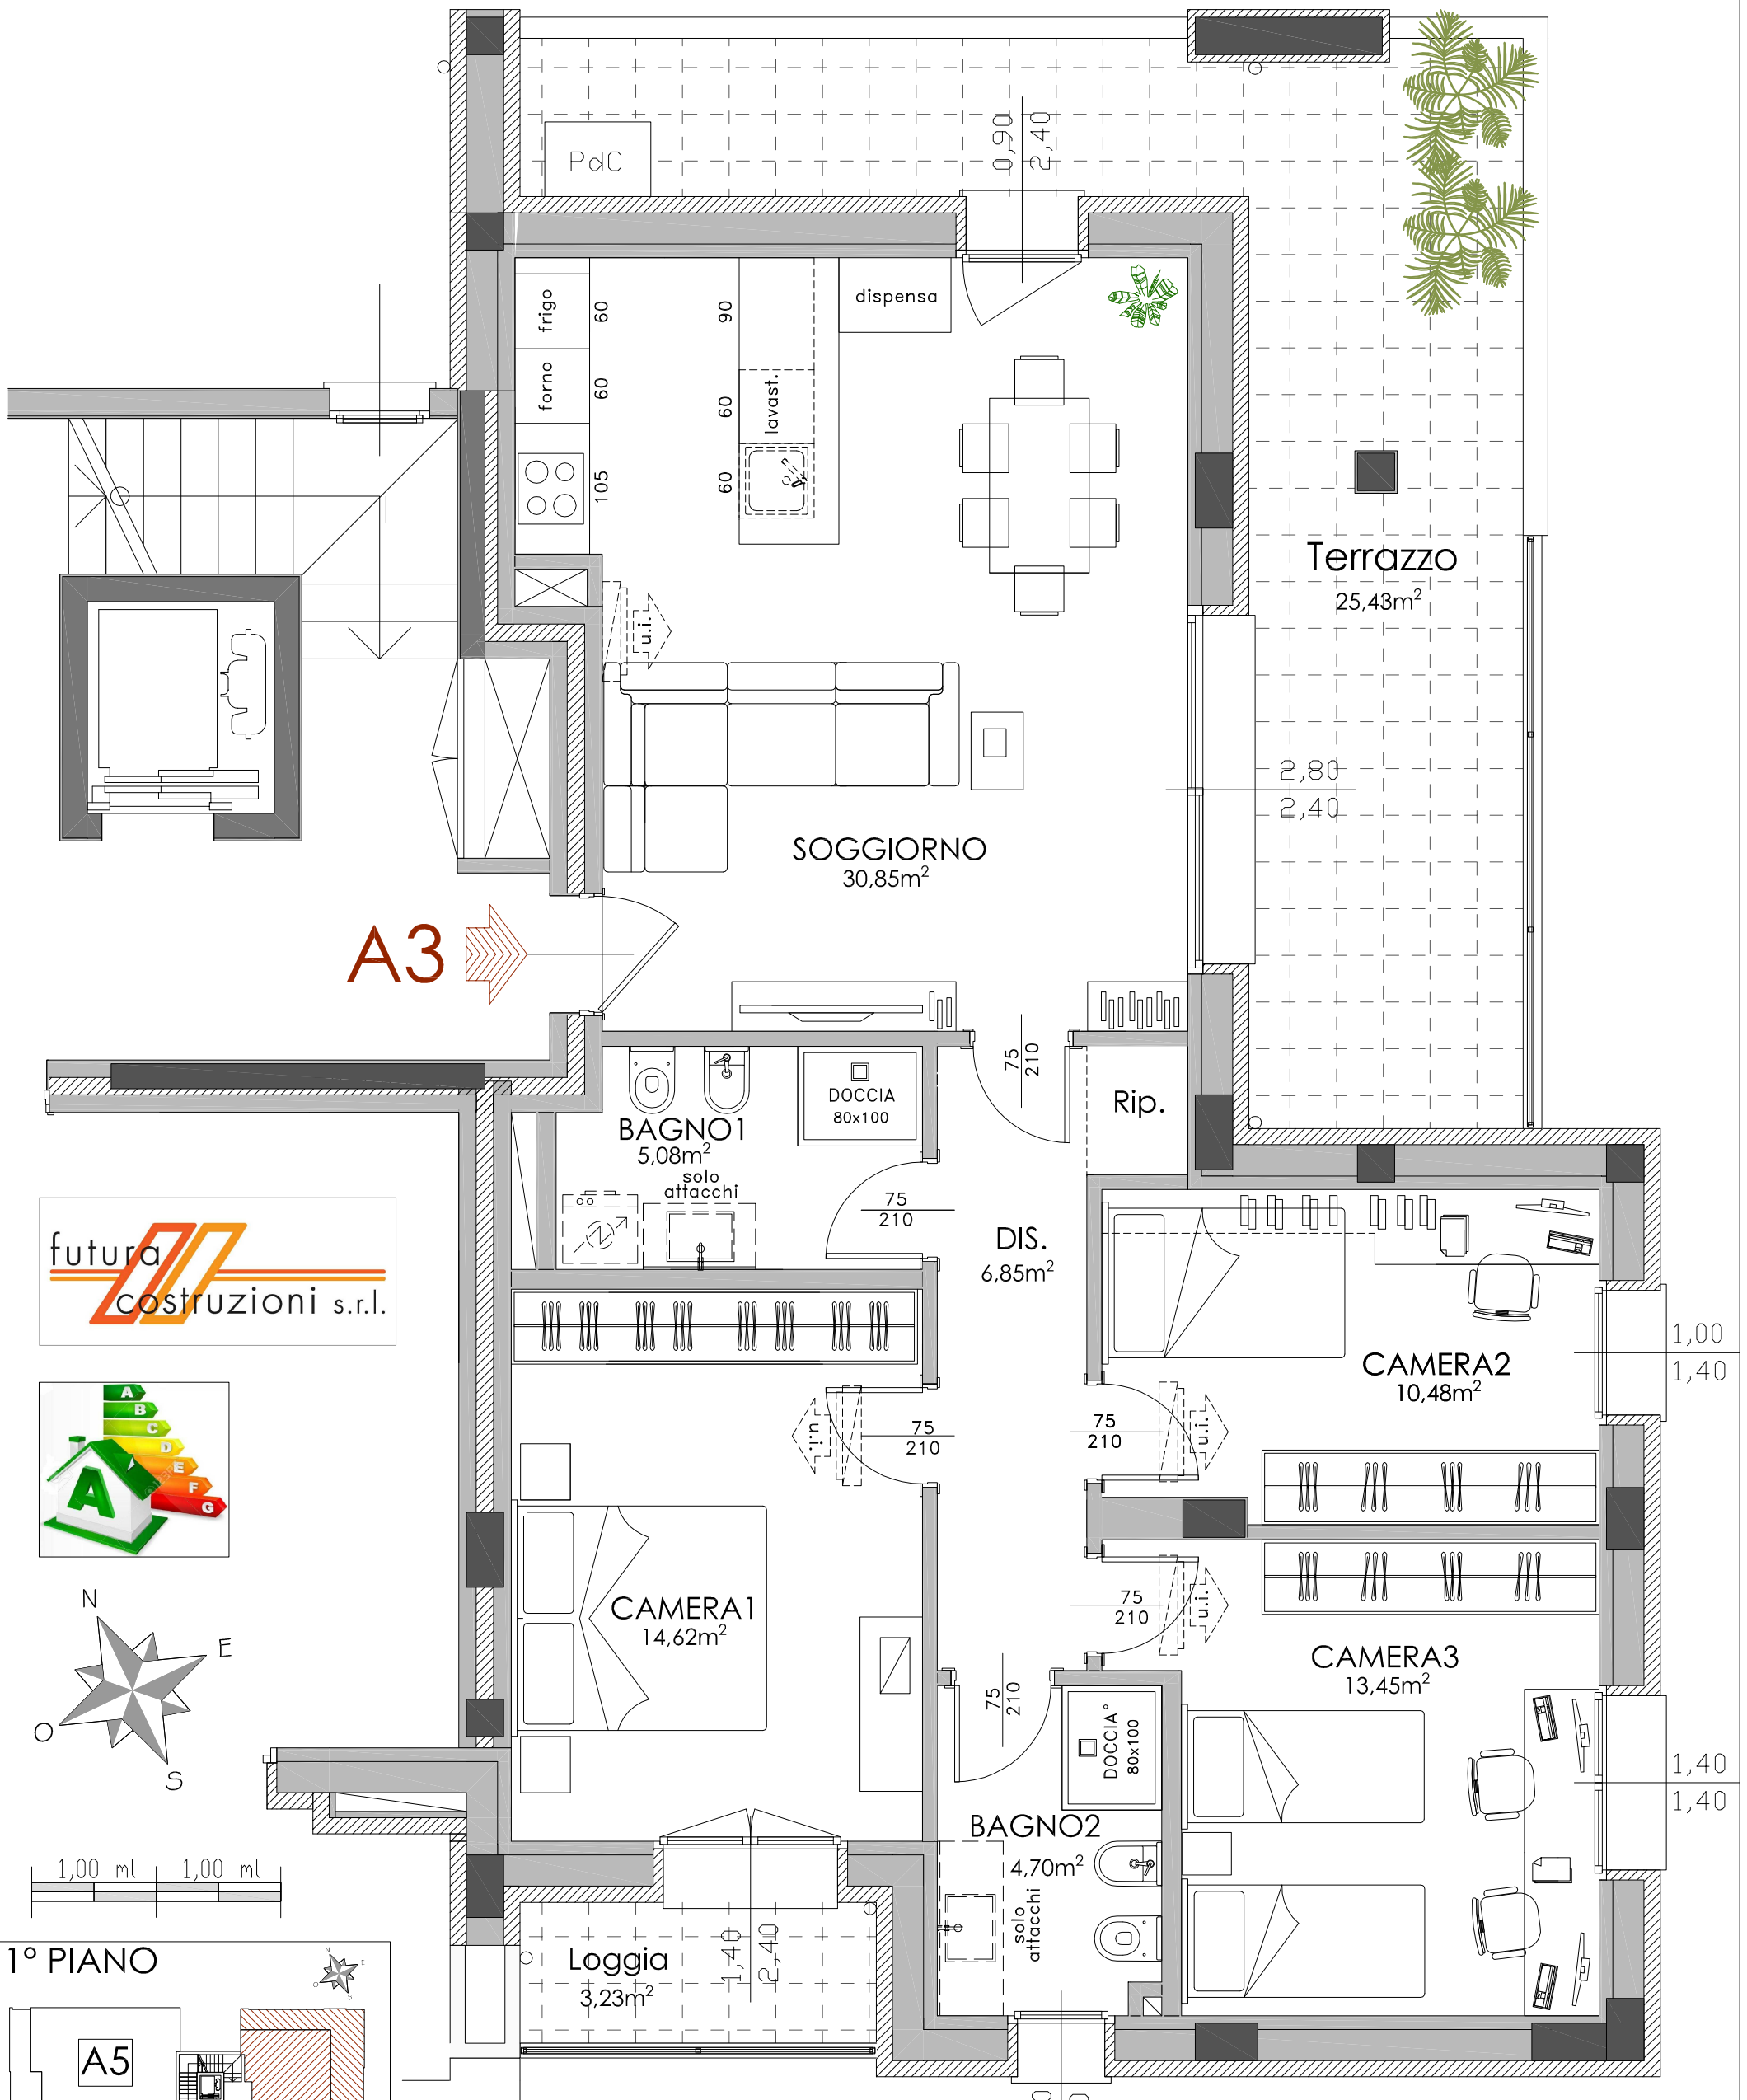 PdC
0,90
2,40
frigo
60
forno
60
105
90
60
lavast.
60
dispensa
Terrazzo
25,43m²
u.i.
2,80
2,40
SOGGIORNO
30,85m²
A3
75
210
Rip.
DOCCIA
80x100
BAGNO1
5,08m²
solo
attacchi
75
210
DIS.
6,85m²
futura
costruzioni s.r.l.
1,00
1,40
CAMERA2
10,48m²
A
B
C
D
E
F
G
A
u.i.
75
210
75
210
u.i.
CAMERA1
14,62m²
75
210
u.i.
CAMERA3
13,45m²
N
E
O
S
75
210
DOCCIA
80x100
1,40
1,40
BAGNO2
4,70m²
solo
attacchi
1,00 ml 1,00 ml
Loggia
3,23m²
1,40
2,40
1° PIANO
N
E
O
S
A5